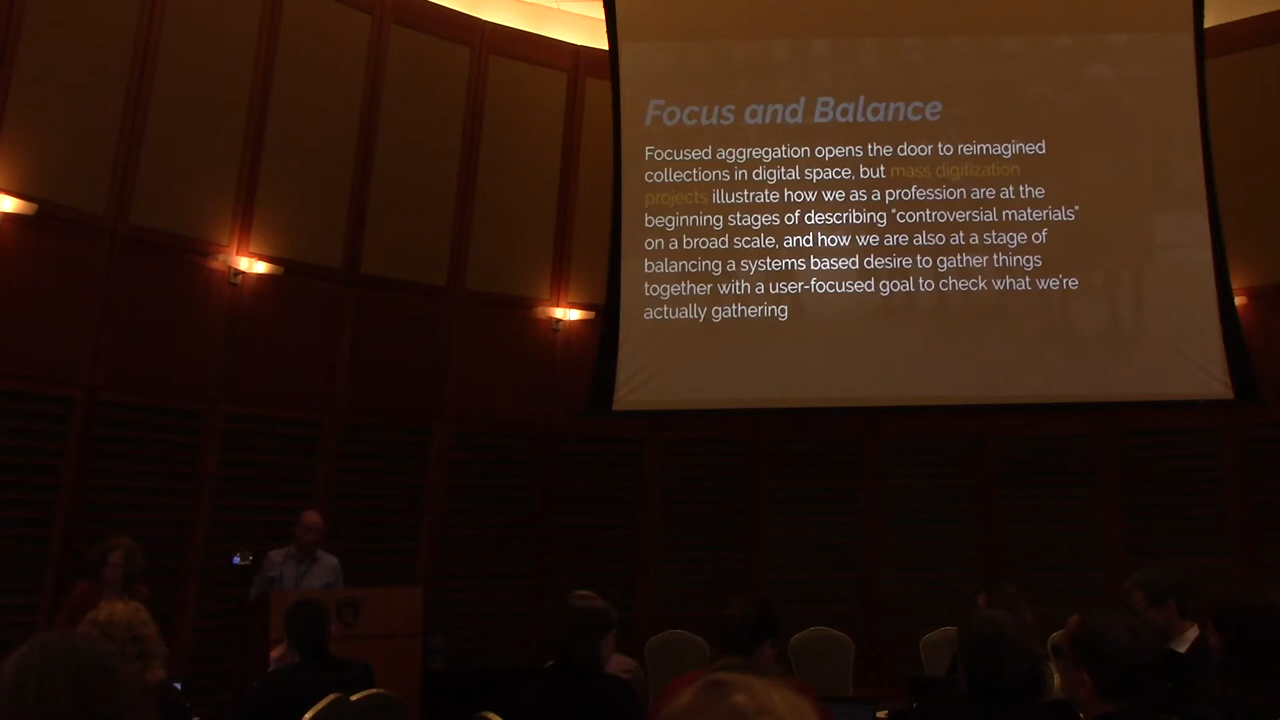 Focus and Balance
Focused aggregation opens the door to reimagined
collections in digital space, but mass digitization
projects illustrate how we as a profession are at the
beginning stages of describing “controversial materials”
on a broad scale, and how we are also at a stage of
balancing a systems based desire to gather things
together with a user-focused goal to check what we're
actually gathering